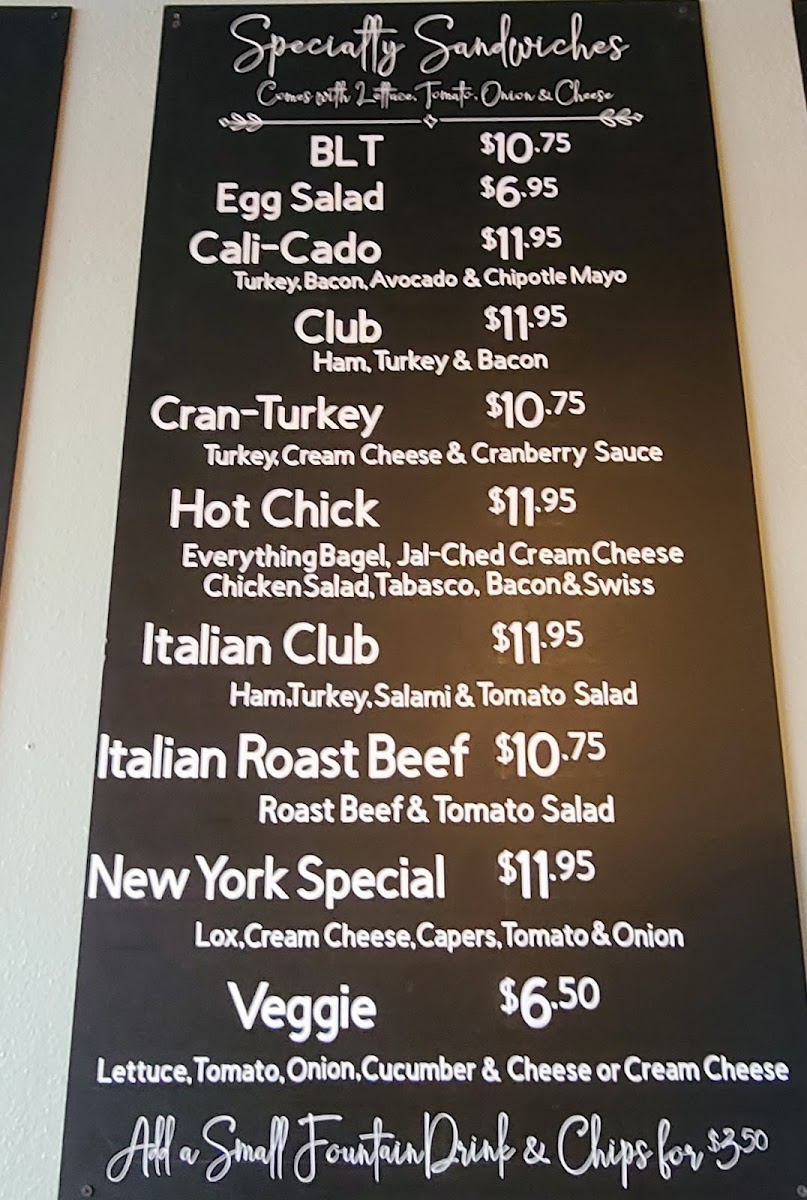 Specialty Sandwiches
Comes with Lettuce, Tomato, Onion & Cheese
BLT $10.75
Egg Salad $6.95
Cali-Cado $11.95
Turkey, Bacon, Avocado & Chipotle Mayo
Club $11.95
Ham, Turkey & Bacon
Cran-Turkey $10.75
Turkey, Cream Cheese & Cranberry Sauce
Hot Chick $11.95
Everything Bagel, Jal-Ched Cream Cheese
Chicken Salad, Tabasco, Bacon & Swiss
Italian Club $11.95
Ham, Turkey, Salami & Tomato Salad
Italian Roast Beef $10.75
Roast Beef & Tomato Salad
New York Special $11.95
Lox, Cream Cheese, Capers, Tomato & Onion
Veggie $6.50
Lettuce, Tomato, Onion, Cucumber & Cheese or Cream Cheese
Add a Small Fountain Drink & Chips for $3.50